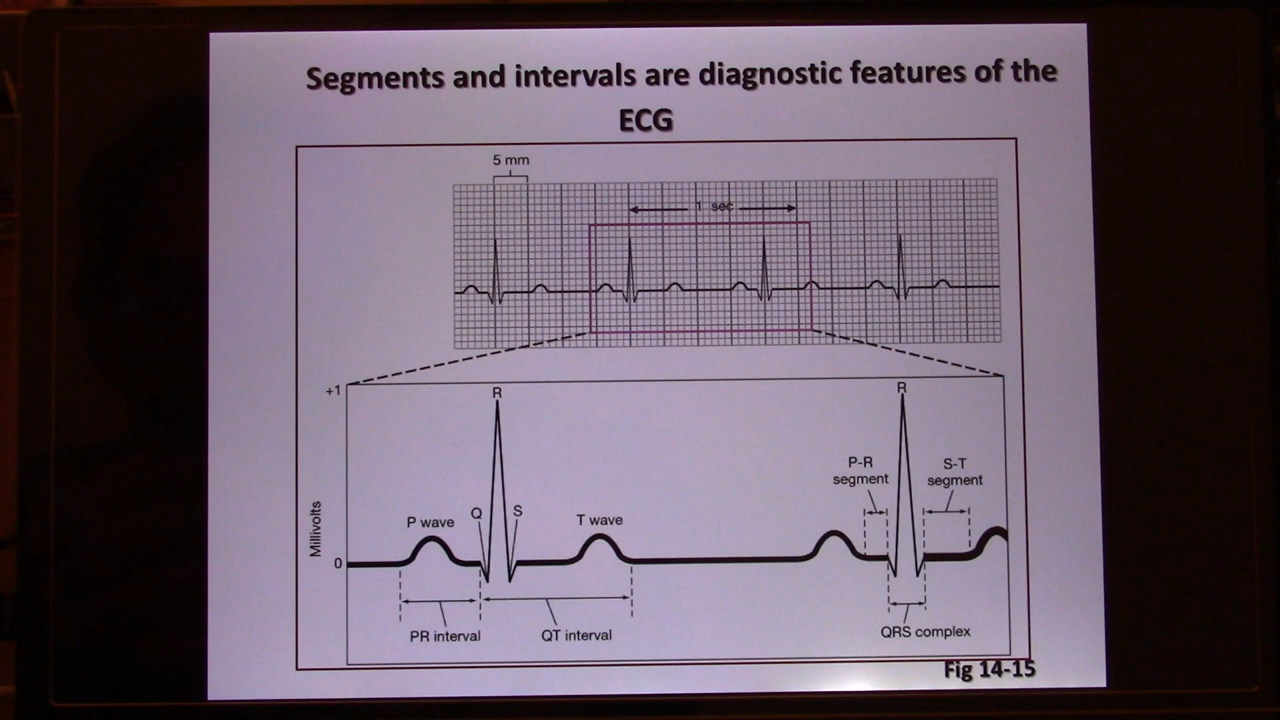 Segments and intervals are diagnostic features of the
ECG
5 mm
1 sec
+1
R
R
P-R
segment
S-T
segment
Millivolts
P wave
Q
S
T wave
0
PR interval
QT interval
QRS complex
Fig 14-15